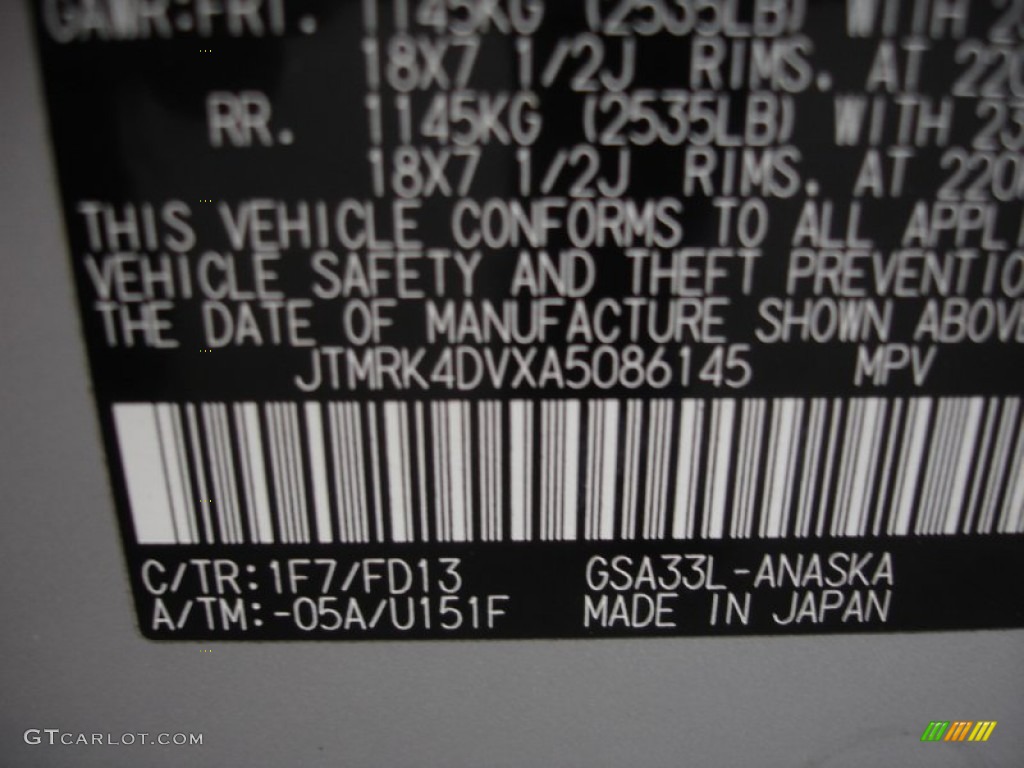 GAWR:FRT. 1145KG (2535LB) WITH
18X7 1/2J RIMS. AT
RR. 1145KG (2535LB) WITH
18X7 1/2J RIMS. AT
THIS VEHICLE CONFORMS TO ALL
VEHICLE SAFETY AND THEFT PREVENTIO
THE DATE OF MANUFACTURE SHOWN ABOVE
JTMRK4DVXA5086145 MPV
C/TR:1F7/FD13 GSA33L-ANASKA
A/TM:-05A/U151F MADE IN JAPAN
GTCARLOT.COM